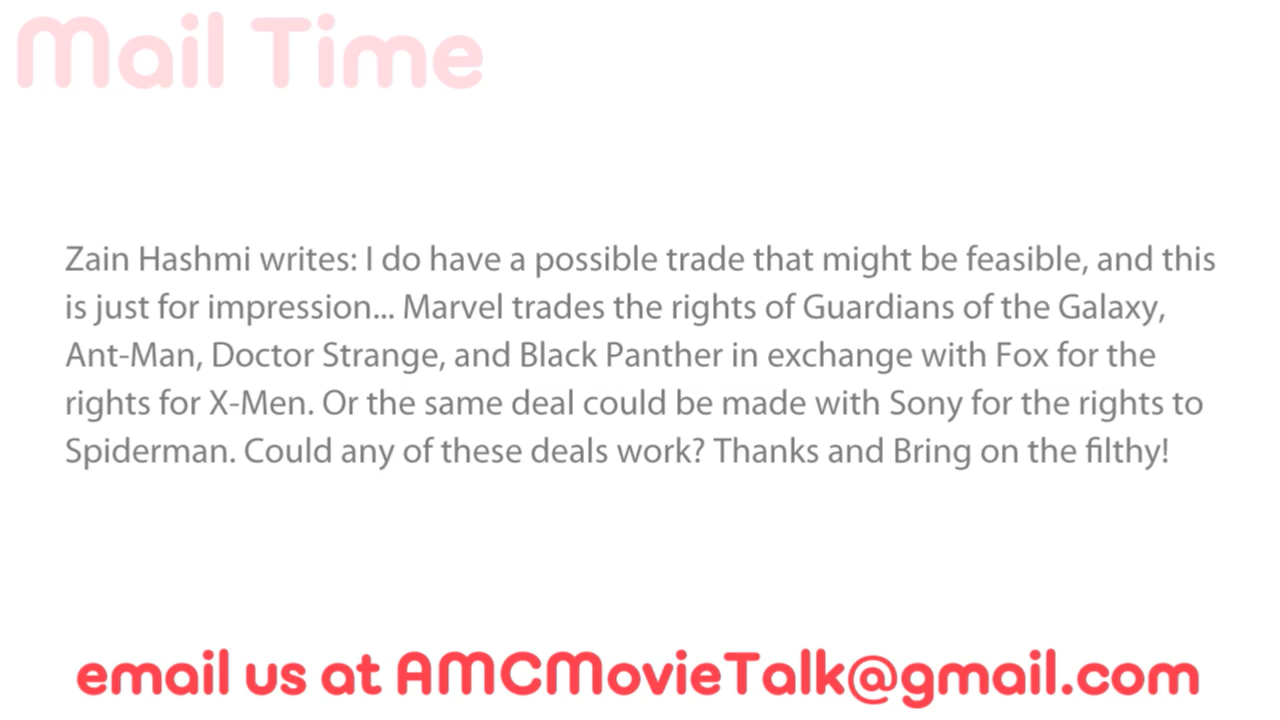 Mail Time
Zain Hashmi writes: I do have a possible trade that might be feasible, and this
is just for impression... Marvel trades the rights of Guardians of the Galaxy,
Ant-Man, Doctor Strange, and Black Panther in exchange with Fox for the
rights for X-Men. Or the same deal could be made with Sony for the rights to
Spiderman. Could any of these deals work? Thanks and Bring on the filthy!
email us at AMCMovieTalk@gmail.com